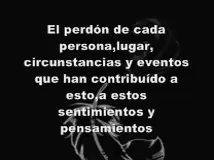 El perdón de cada
persona,lugar,
circunstancias y eventos
que han contribuído a
esto,a estos
sentimientos y
pensamientos